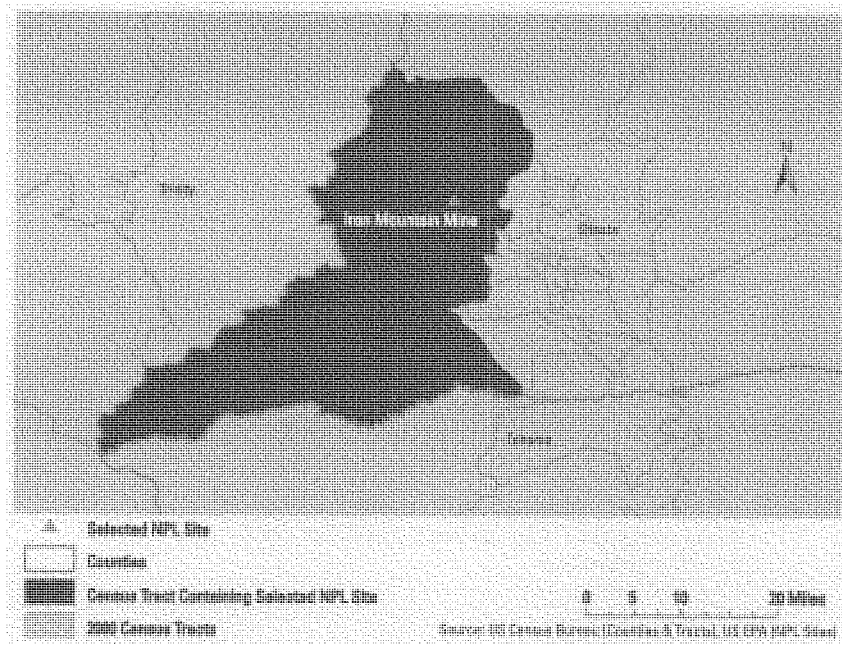 N
Trinity
Iron Mountain Mine
Shasta
Tehama
Selected NPL Site
Counties
Census Tract Containing Selected NPL Site
2000 Census Tracts
0 5 10 20 Miles
Source: US Census Bureau (Counties & Tracts), US EPA (NPL Sites)